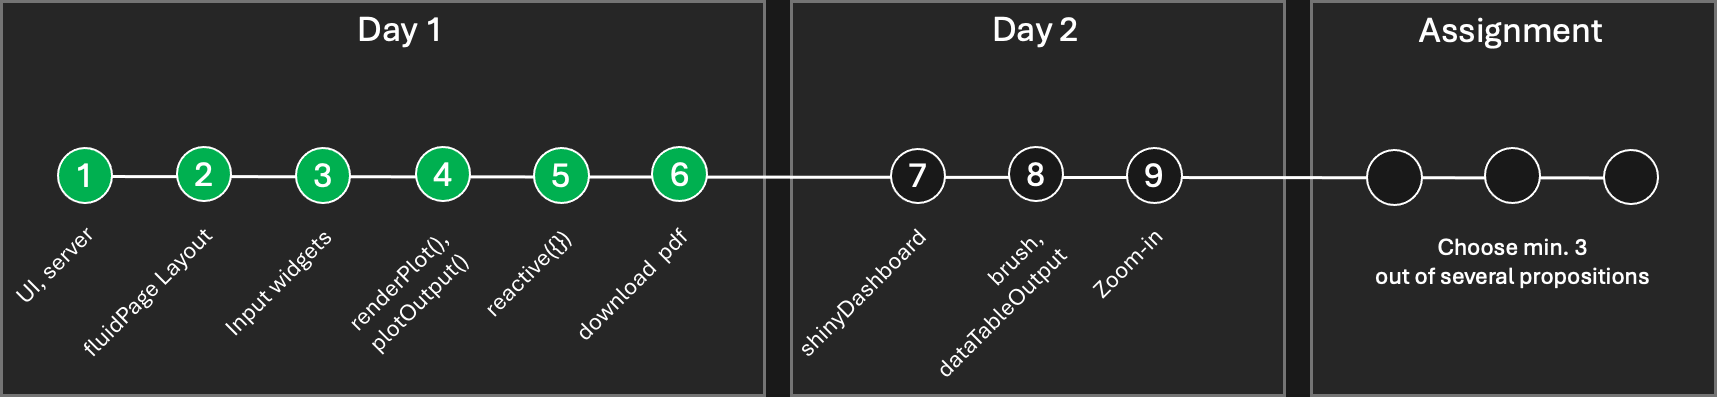 Day 1
1
2
3
4
5
6
UI, server
fluidPage Layout
Input widgets
renderPlot(),
plotOutput()
reactive({})
download pdf
Day 2
7
8
9
shinyDashboard
brush,
dataTableOutput
Zoom-in
Assignment
Choose min. 3
out of several propositions